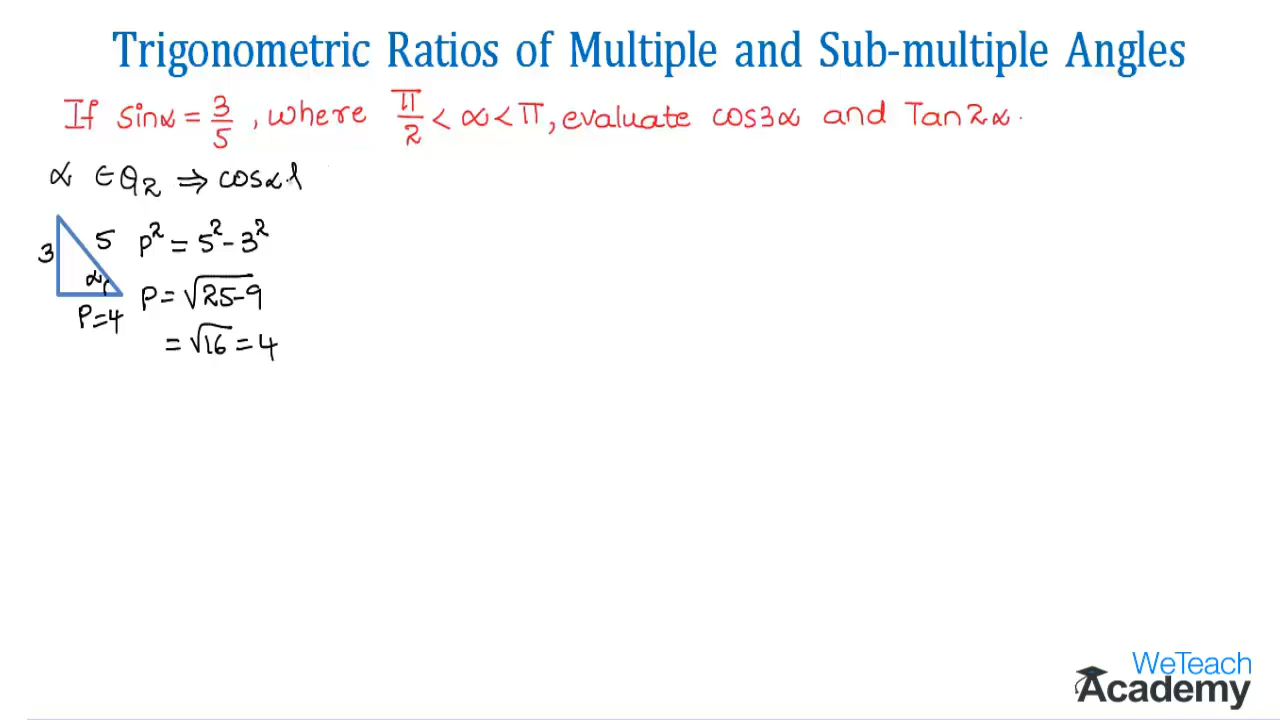 Trigonometric Ratios of Multiple and Sub-multiple Angles
If sinα = 3/5, where π/2 < α < π, evaluate cos3α and Tan2α.
α ∈ Q2 ⇒ cosα
3 5 α P=4
P² = 5² - 3²
P = √25-9
= √16 = 4
WeTeach
Academy